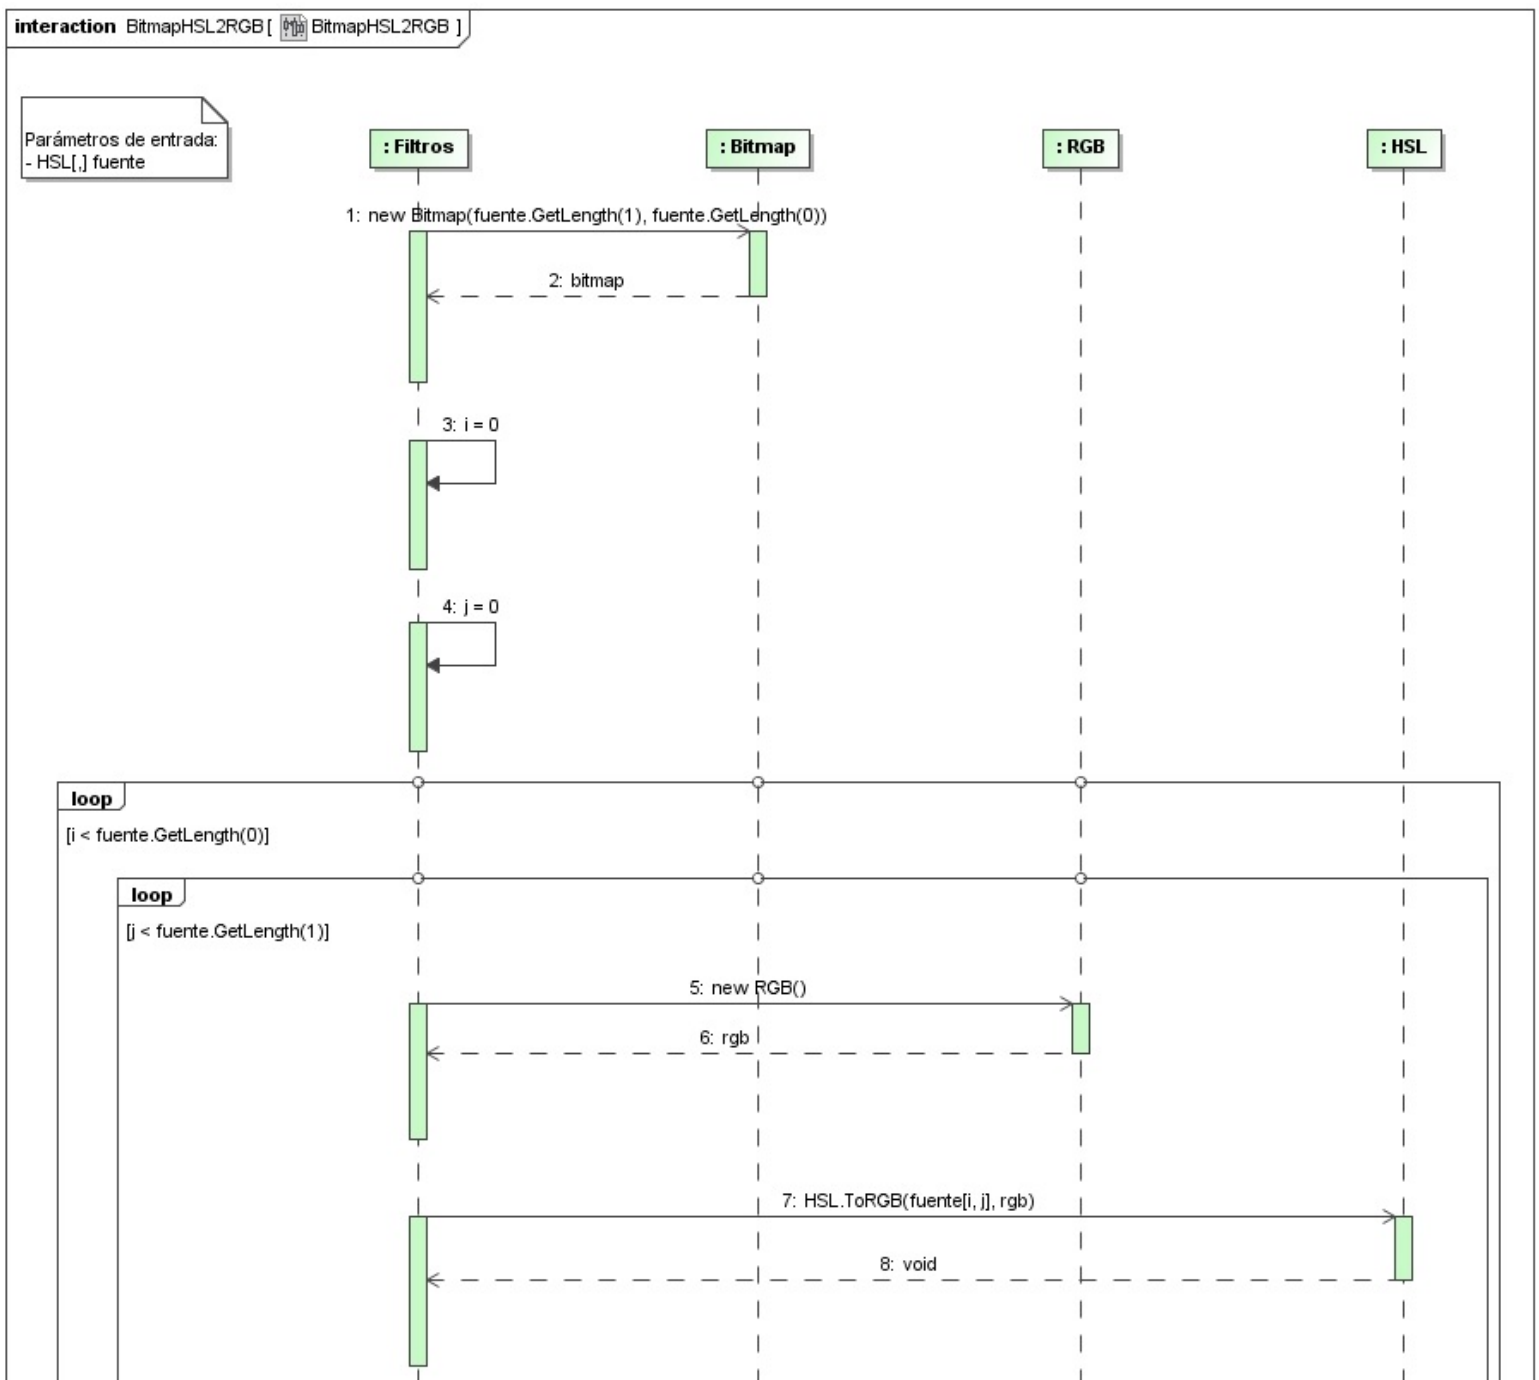 interaction BitmapHSL2RGB [ BitmapHSL2RGB ]
Parámetros de entrada:
- HSL[,] fuente
: Filtros
: Bitmap
: RGB
: HSL
1: new Bitmap(fuente.GetLength(1), fuente.GetLength(0))
2: bitmap
3: i = 0
4: j = 0
loop
[i < fuente.GetLength(0)]
loop
[j < fuente.GetLength(1)]
5: new RGB()
6: rgb
7: HSL.ToRGB(fuente[i, j], rgb)
8: void